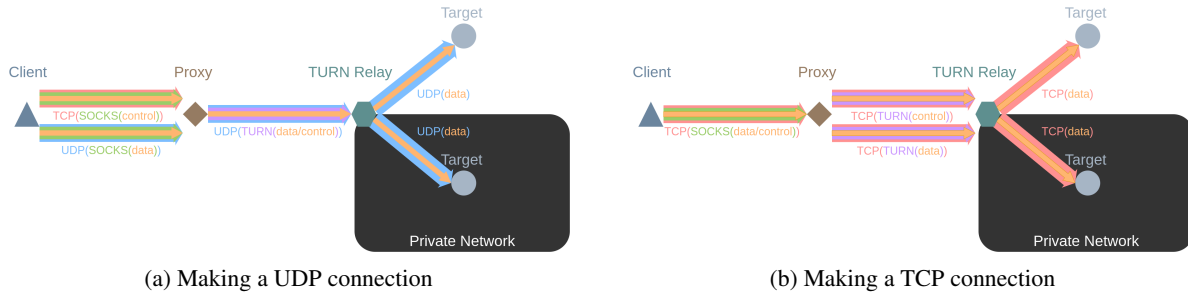 Target
Client
Proxy
TURN Relay
UDP(data)
TCP(SOCKS(control))
UDP(TURN(data/control))
UDP(data)
UDP(SOCKS(data))
Target
Private Network
(a) Making a UDP connection
Target
Client
Proxy
TURN Relay
TCP(data)
TCP(TURN(control))
TCP(SOCKS(data/control))
TCP(data)
TCP(TURN(data))
Target
Private Network
(b) Making a TCP connection